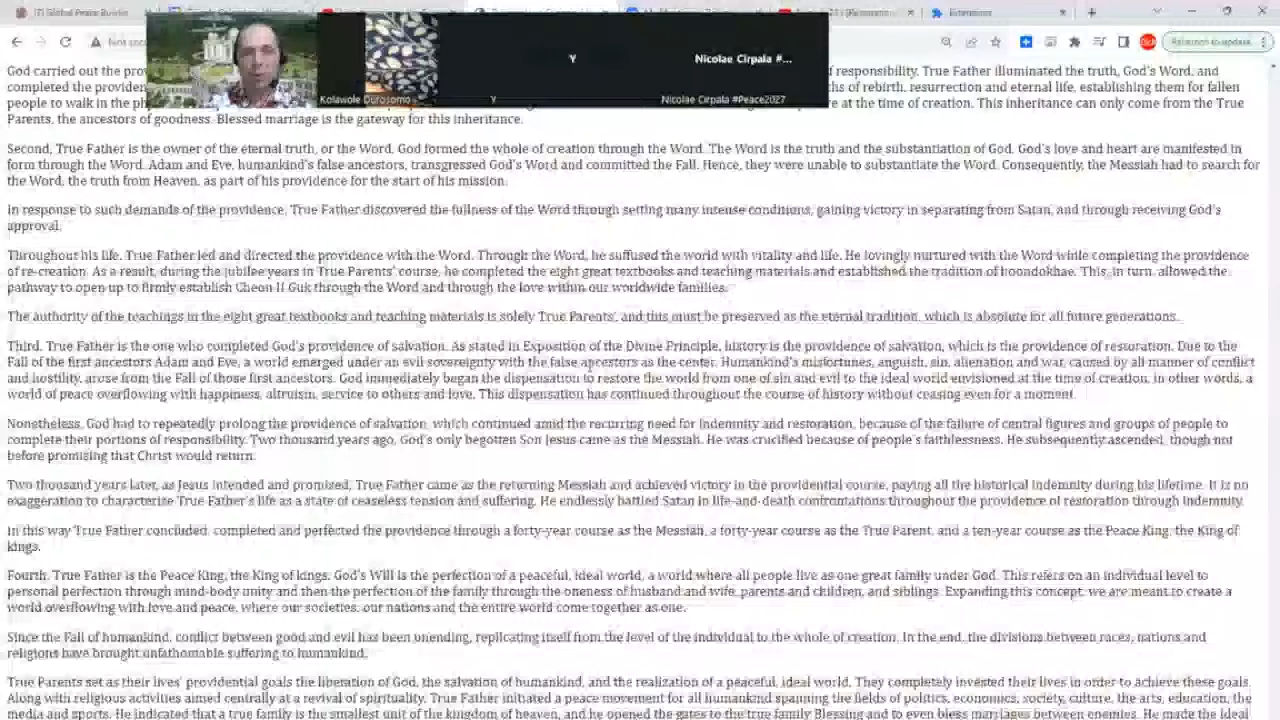 Global Peace
Extensions
Not secure
Relaunch to update
Y
Nicolae Cirpala #...
Kolawole Durosomo
Y
Nicolae Cirpala #Peace2027
God carried out the prov
f responsibility. True Father illuminated the truth, God's Word, and
completed the providen
hs of rebirth, resurrection and eternal life, establishing them for fallen
people to walk in the ph
re at the time of creation. This inheritance can only come from the True
Parents, the ancestors of goodness. Blessed marriage is the gateway for this inheritance.
Second, True Father is the owner of the eternal truth, or the Word. God formed the whole of creation through the Word. The Word is the truth and the substantiation of God. God's love and heart are manifested in
form through the Word. Adam and Eve, humankind's false ancestors, transgressed God's Word and committed the Fall. Hence, they were unable to substantiate the Word. Consequently, the Messiah had to search for
the Word, the truth from Heaven, as part of his providence for the start of his mission.
In response to such demands of the providence, True Father discovered the fullness of the Word through setting many intense conditions, gaining victory in separating from Satan, and through receiving God's
approval.
Throughout his life, True Father led and directed the providence with the Word. Through the Word, he suffused the world with vitality and life. He lovingly nurtured with the Word while completing the providence
of re-creation. As a result, during the jubilee years in True Parents' course, he completed the eight great textbooks and teaching materials and established the tradition of hoondokhae. This, in turn, allowed the
pathway to open up to firmly establish Cheon Il Guk through the Word and through the love within our worldwide families.
The authority of the teachings in the eight great textbooks and teaching materials is solely True Parents', and this must be preserved as the eternal tradition, which is absolute for all future generations.
Third, True Father is the one who completed God's providence of salvation. As stated in Exposition of the Divine Principle, history is the providence of salvation, which is the providence of restoration. Due to the
Fall of the first ancestors Adam and Eve, a world emerged under an evil sovereignty with the false ancestors as the center. Humankind's misfortunes, anguish, sin, alienation and war, caused by all manner of conflict
and hostility, arose from the Fall of those first ancestors. God immediately began the dispensation to restore the world from one of sin and evil to the ideal world envisioned at the time of creation, in other words, a
world of peace overflowing with happiness, altruism, service to others and love. This dispensation has continued throughout the course of history without ceasing even for a moment.
Nonetheless, God had to repeatedly prolong the providence of salvation, which continued amid the recurring need for indemnity and restoration, because of the failure of central figures and groups of people to
complete their portions of responsibility. Two thousand years ago, God's only begotten Son Jesus came as the Messiah. He was crucified because of people's faithlessness. He subsequently ascended, though not
before promising that Christ would return.
Two thousand years later, as Jesus intended and promised, True Father came as the returning Messiah and achieved victory in the providential course, paying all the historical indemnity during his lifetime. It is no
exaggeration to characterize True Father's life as a state of ceaseless tension and suffering. He endlessly battled Satan in life-and-death confrontations throughout the providence of restoration through indemnity.
In this way True Father concluded, completed and perfected the providence through a forty-year course as the Messiah, a forty-year course as the True Parent, and a ten-year course as the Peace King, the King of
kings.
Fourth, True Father is the Peace King, the King of kings. God's Will is the perfection of a peaceful, ideal world, a world where all people live as one great family under God. This refers on an individual level to
personal perfection through mind-body unity and then the perfection of the family through the oneness of husband and wife, parents and children, and siblings. Expanding this concept, we are meant to create a
world overflowing with love and peace, where our societies, our nations and the entire world come together as one.
Since the Fall of humankind, conflict between good and evil has been unending, replicating itself from the level of the individual to the whole of creation. In the end, the divisions between races, nations and
religions have brought unfathomable suffering to humankind.
True Parents set as their lives' providential goals the liberation of God, the salvation of humankind, and the realization of a peaceful, ideal world. They completely invested their lives in order to achieve these goals.
Along with religious activities aimed centrally at a revival of spirituality, True Father initiated a peace movement for all humankind spanning the fields of politics, economics, society, culture, the arts, education, the
media and sports. He indicated that a true family is the smallest unit of the kingdom of heaven, and he opened the gates to the true family Blessing and to even bless marriages between enemies. He made the ideal